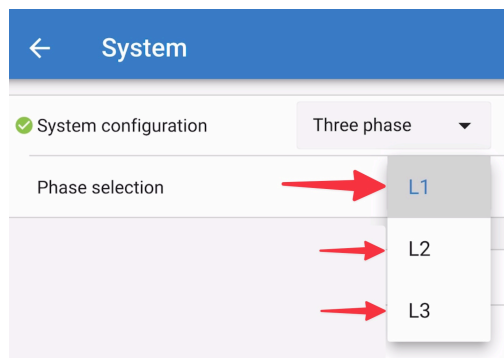 System
System configuration
Three phase
Phase selection
L1
L2
L3